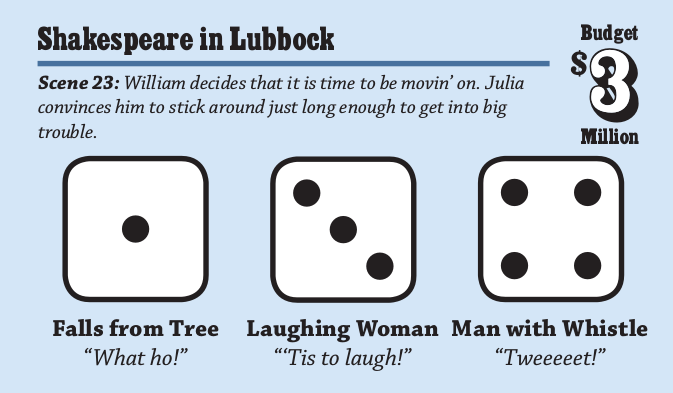 Shakespeare in Lubbock
Budget
$3
Million
Scene 23: William decides that it is time to be movin’ on. Julia
convinces him to stick around just long enough to get into big
trouble.
Falls from Tree
“What ho!”
Laughing Woman
“‘Tis to laugh!”
Man with Whistle
“Tweeeeet!”